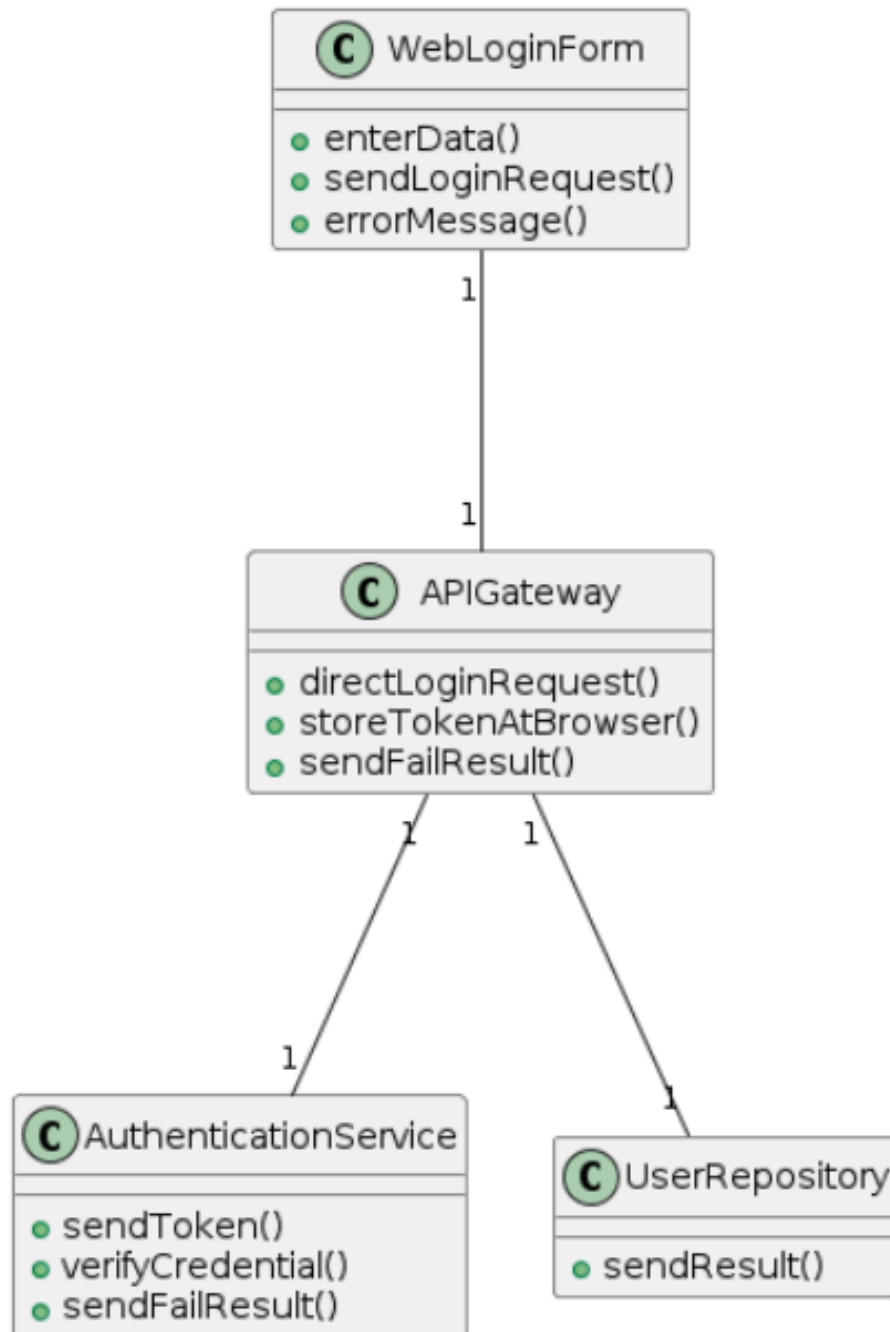 C WebLoginForm
enterData()
sendLoginRequest()
errorMessage()
1
1
C APIGateway
directLoginRequest()
storeTokenAtBrowser()
sendFailResult()
1 1
1
1
C AuthenticationService
sendToken()
verifyCredential()
sendFailResult()
C UserRepository
sendResult()